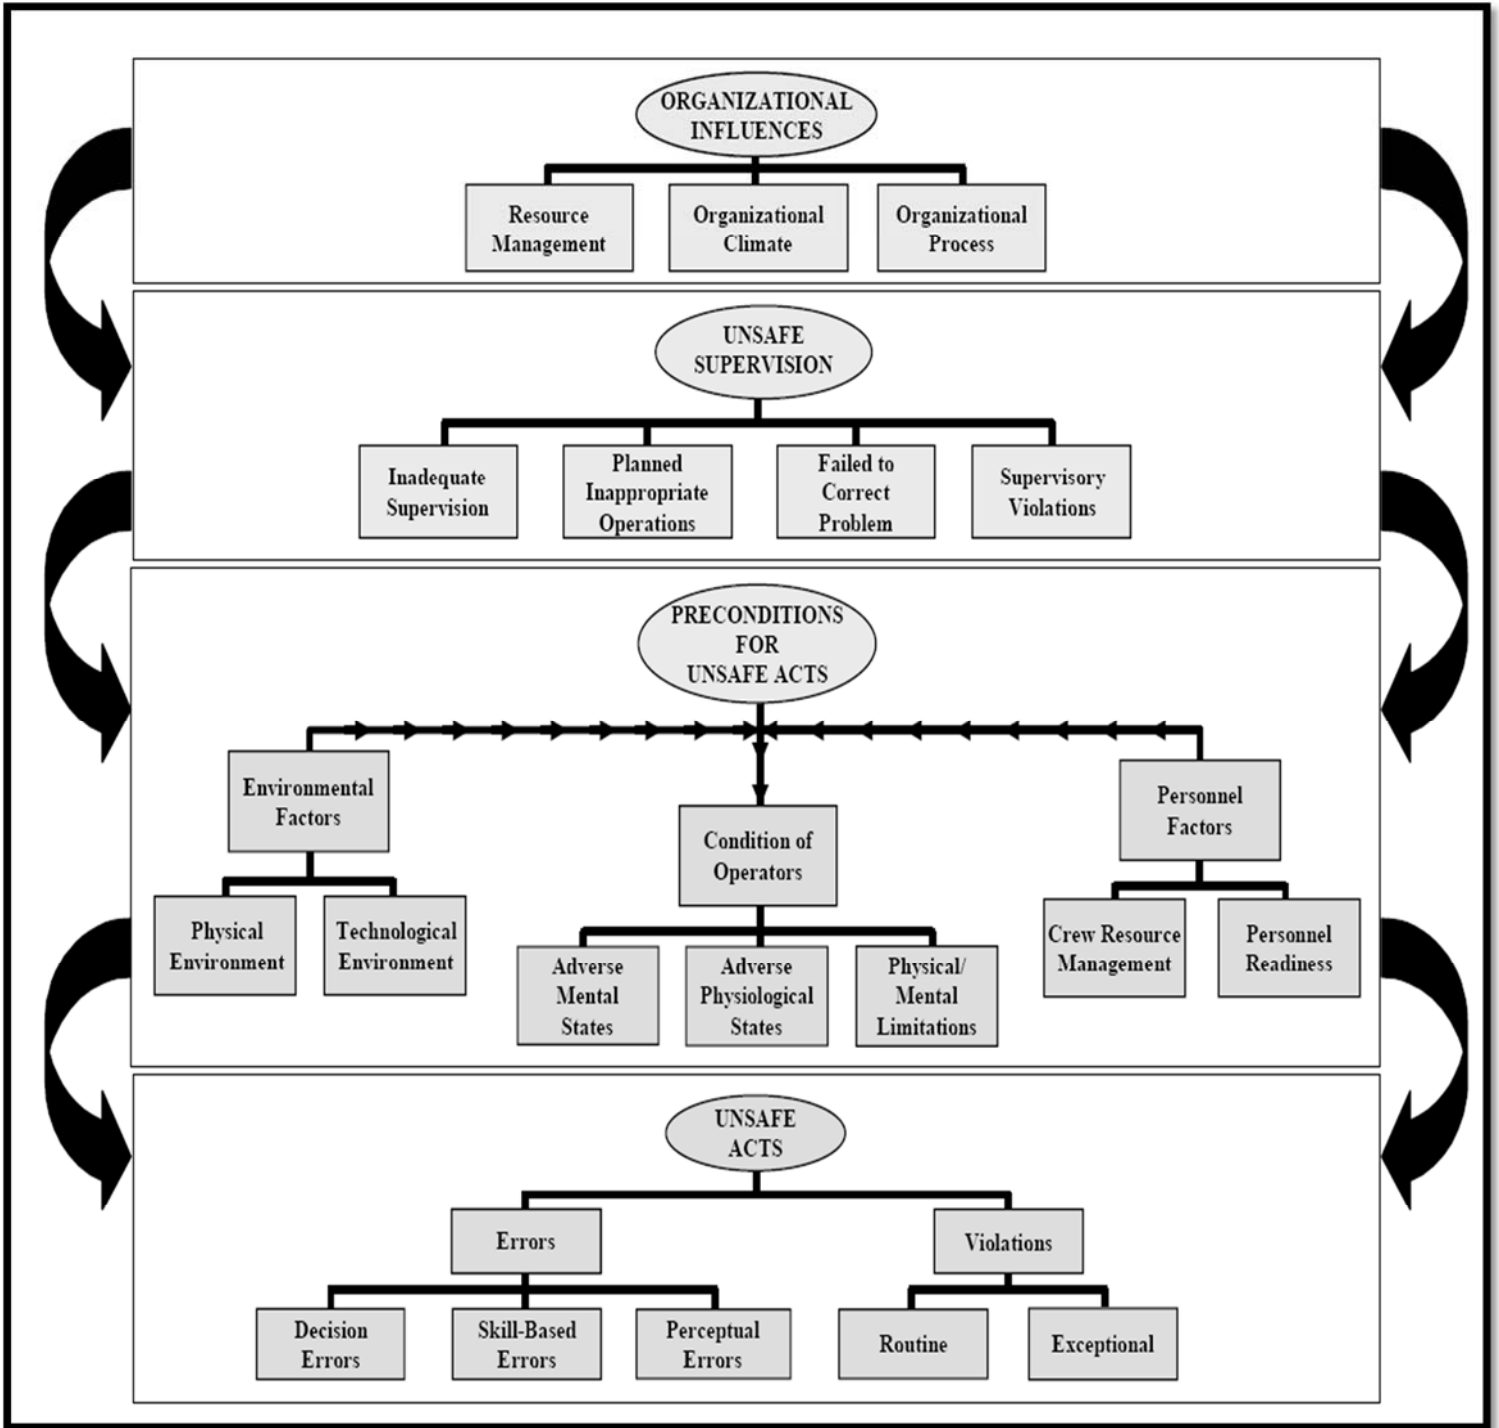 ORGANIZATIONAL
INFLUENCES
Resource
Management
Organizational
Climate
Organizational
Process
UNSAFE
SUPERVISION
Inadequate
Supervision
Planned
Inappropriate
Operations
Failed to
Correct
Problem
Supervisory
Violations
PRECONDITIONS
FOR
UNSAFE ACTS
Environmental
Factors
Condition of
Operators
Personnel
Factors
Physical
Environment
Technological
Environment
Adverse
Mental
States
Adverse
Physiological
States
Physical/
Mental
Limitations
Crew Resource
Management
Personnel
Readiness
UNSAFE
ACTS
Errors
Violations
Decision
Errors
Skill-Based
Errors
Perceptual
Errors
Routine
Exceptional